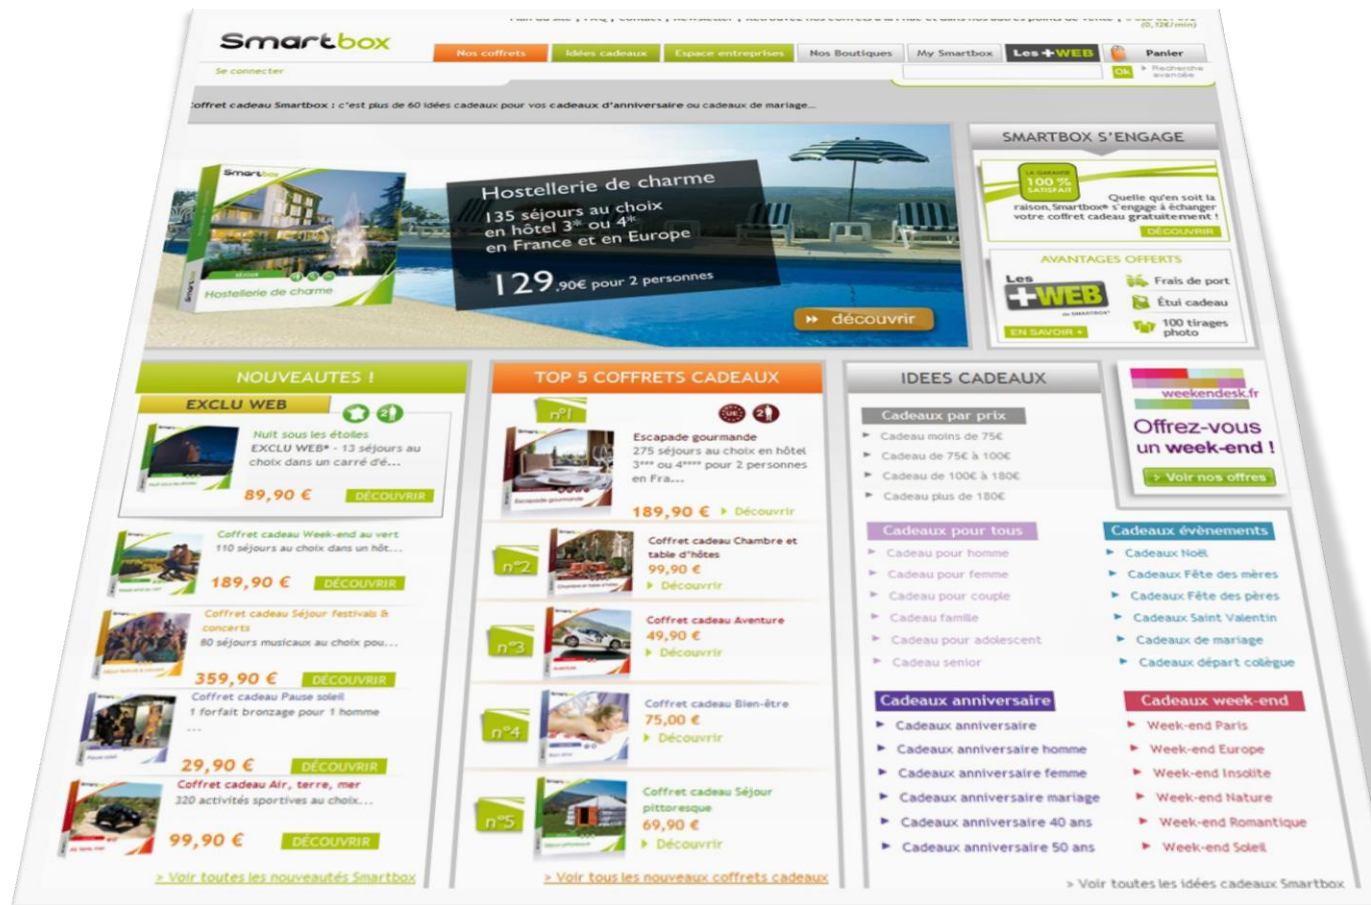 Smartbox
Nos coffrets
Idées cadeaux
Espace entreprises
Nos Boutiques
My Smartbox
Les +WEB
Panier
(0,12€/min)
Se connecter
Ok
Recherche
avancée
Coffret cadeau Smartbox : c'est plus de 60 idées cadeaux pour vos cadeaux d'anniversaire ou cadeaux de mariage...
Smartbox
séjour
Hostellerie de charme
Hostellerie de charme
135 séjours au choix
en hôtel 3* ou 4*
en France et en Europe
129,90€ pour 2 personnes
» découvrir
SMARTBOX S'ENGAGE
LA GARANTIE
100 %
SATISFAIT
Quelle qu'en soit la
raison, Smartbox® s'engage à échanger
votre coffret cadeau gratuitement !
DÉCOUVRIR
AVANTAGES OFFERTS
Les
+WEB
de SMARTBOX®
EN SAVOIR +
Frais de port
Étui cadeau
100 tirages
photo
NOUVEAUTES !
EXCLU WEB
Nuit sous les étoiles
EXCLU WEB* - 13 séjours au
choix dans un carré d'é...
89,90 €
DÉCOUVRIR
Coffret cadeau Week-end au vert
110 séjours au choix dans un hôt...
189,90 €
DÉCOUVRIR
Coffret cadeau Séjour festivals &
concerts
80 séjours musicaux au choix pou...
359,90 €
DÉCOUVRIR
Coffret cadeau Pause soleil
1 forfait bronzage pour 1 homme
...
29,90 €
DÉCOUVRIR
Coffret cadeau Air, terre, mer
320 activités sportives au choix...
99,90 €
DÉCOUVRIR
> Voir toutes les nouveautés Smartbox
TOP 5 COFFRETS CADEAUX
n°1
Escapade gourmande
Escapade gourmande
275 séjours au choix en hôtel
3*** ou 4**** pour 2 personnes
en Fra...
189,90 €
Découvrir
n°2
Coffret cadeau Chambre et
table d'hôtes
99,90 €
Découvrir
n°3
Coffret cadeau Aventure
49,90 €
Découvrir
n°4
Coffret cadeau Bien-être
75,00 €
Découvrir
n°5
Coffret cadeau Séjour
pittoresque
69,90 €
Découvrir
> Voir tous les nouveaux coffrets cadeaux
IDEES CADEAUX
Cadeaux par prix
Cadeau moins de 75€
Cadeau de 75€ à 100€
Cadeau de 100€ à 180€
Cadeau plus de 180€
weekendesk.fr
Offrez-vous
un week-end !
> Voir nos offres
Cadeaux pour tous
Cadeau pour homme
Cadeau pour femme
Cadeau pour couple
Cadeau famille
Cadeau pour adolescent
Cadeau senior
Cadeaux évènements
Cadeaux Noël
Cadeaux Fête des mères
Cadeaux Fête des pères
Cadeaux Saint Valentin
Cadeaux de mariage
Cadeaux départ collègue
Cadeaux anniversaire
Cadeaux anniversaire
Cadeaux anniversaire homme
Cadeaux anniversaire femme
Cadeaux anniversaire mariage
Cadeaux anniversaire 40 ans
Cadeaux anniversaire 50 ans
Cadeaux week-end
Week-end Paris
Week-end Europe
Week-end Insolite
Week-end Nature
Week-end Romantique
Week-end Soleil
> Voir toutes les idées cadeaux Smartbox